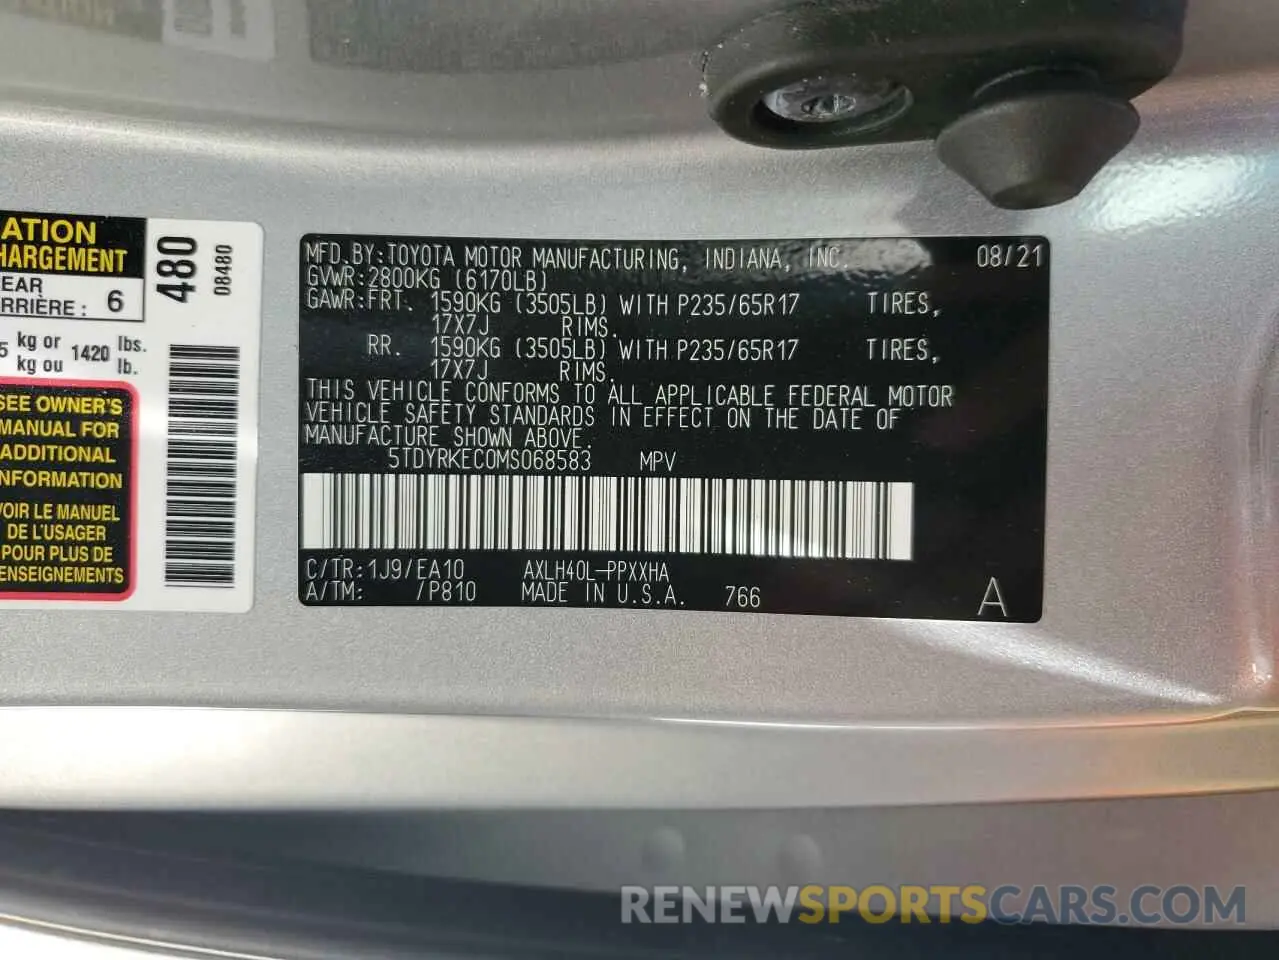 ATION
HARGEMENT
EAR
RRIÈRE : 6
5 kg or 1420 lbs.
kg ou lb.
SEE OWNER'S
MANUAL FOR
ADDITIONAL
INFORMATION
VOIR LE MANUEL
DE L'USAGER
POUR PLUS DE
ENSEIGNEMENTS
480
08480
MFD.BY:TOYOTA MOTOR MANUFACTURING, INDIANA, INC. 08/21
GVWR:2800KG (6170LB)
GAWR:FRT. 1590KG (3505LB) WITH P235/65R17 TIRES,
17X7J RIMS.
RR. 1590KG (3505LB) WITH P235/65R17 TIRES,
17X7J RIMS.
THIS VEHICLE CONFORMS TO ALL APPLICABLE FEDERAL MOTOR
VEHICLE SAFETY STANDARDS IN EFFECT ON THE DATE OF
MANUFACTURE SHOWN ABOVE.
5TDYRKEC0MS068583 MPV
C/TR:1J9/EA10 AXLH40L-PPXXHA
A/TM: /P810 MADE IN U.S.A. 766 A
RENEWSPORTSCARS.COM